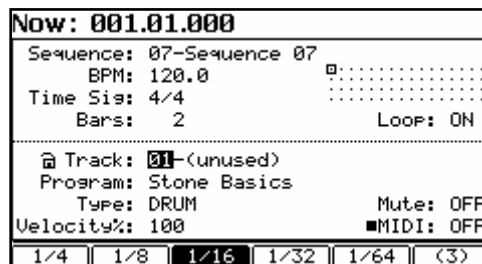 Now: 001.01.000
Sequence: 07-Sequence 07
BPM: 120.0
Time Sig: 4/4
Bars: 2 Loop: ON
Track: 01-(unused)
Program: Stone Basics
Type: DRUM Mute: OFF
Velocity%: 100 ■MIDI: OFF
1/4 1/8 1/16 1/32 1/64 (3)